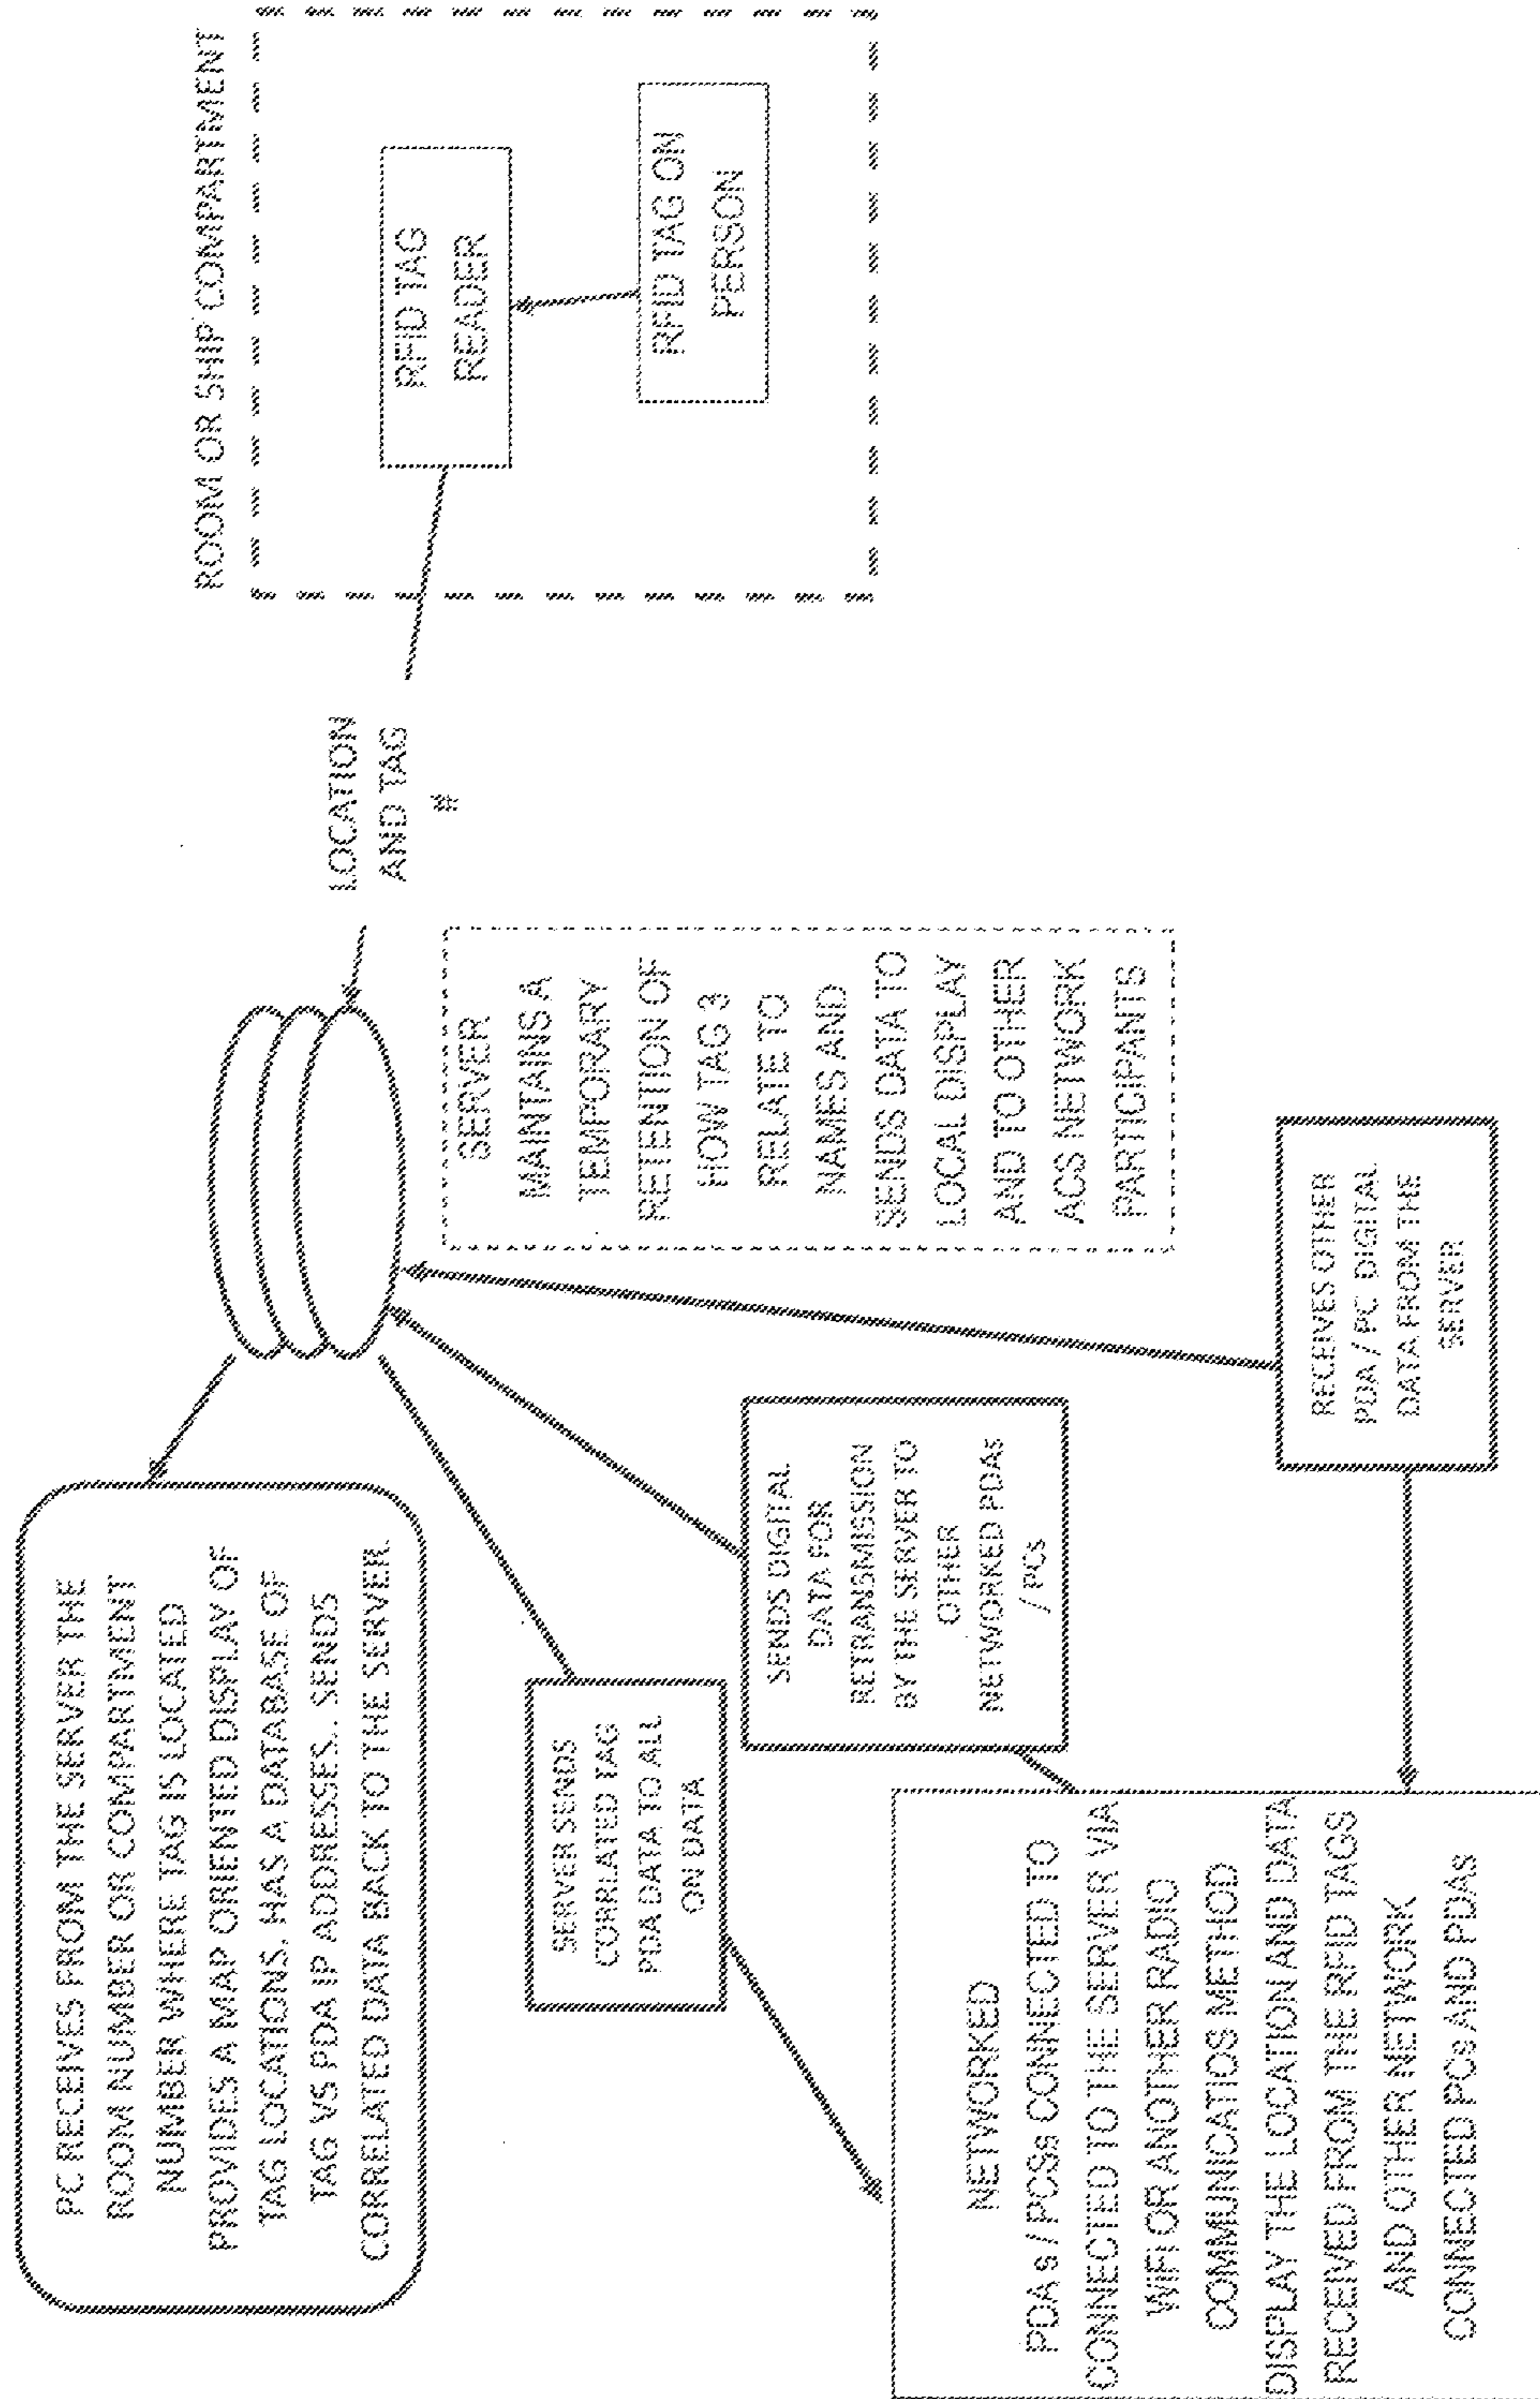 PC RECEIVES FROM THE SERVER THE
ROOM NUMBER OR COMPARTMENT
NUMBER WHERE TAG IS LOCATED
PROVIDES A MAP ORIENTED DISPLAY OF
TAG LOCATIONS, HAS A DATABASE OF
TAG VS PDA IP ADDRESSES,. SENDS
CORRELATED DATA BACK TO THE SERVER.
ROOM OR SHIP COMPARTMENT
RFID TAG
READER
RFID TAG ON
PERSON
LOCATION
AND TAG
#
SERVER
MAINTAINS A
TEMPORARY
RETENTION OF
HOW TAG 3
RELATE TO
NAMES AND
SENDS DATA TO
LOCAL DISPLAY
AND TO OTHER
ACS NETWORK
PARTICIPANTS
SERVER SENDS
CORRLATED TAG
PDA DATA TO ALL
ON DATA
SENDS DIGITAL
DATA FOR
RETRANSMISSION
BY THE SERVER TO
OTHER
NETWORKED PDAs
/ PCs
RECEIVES OTHER
PDA / PC DIGITAL
DATA FROM THE
SERVER
NETWORKED
PDA s / PCSs CONNECTED TO
CONNECTED TO THE SERVER VIA
WIFI OR ANOTHER RADIO
COMMUNICATIOS METHOD
DISPLAY THE LOCATION AND DATA
RECEIVED FROM THE RFID TAGS
AND OTHER NETWORK
CONNECTED PCs AND PDAs